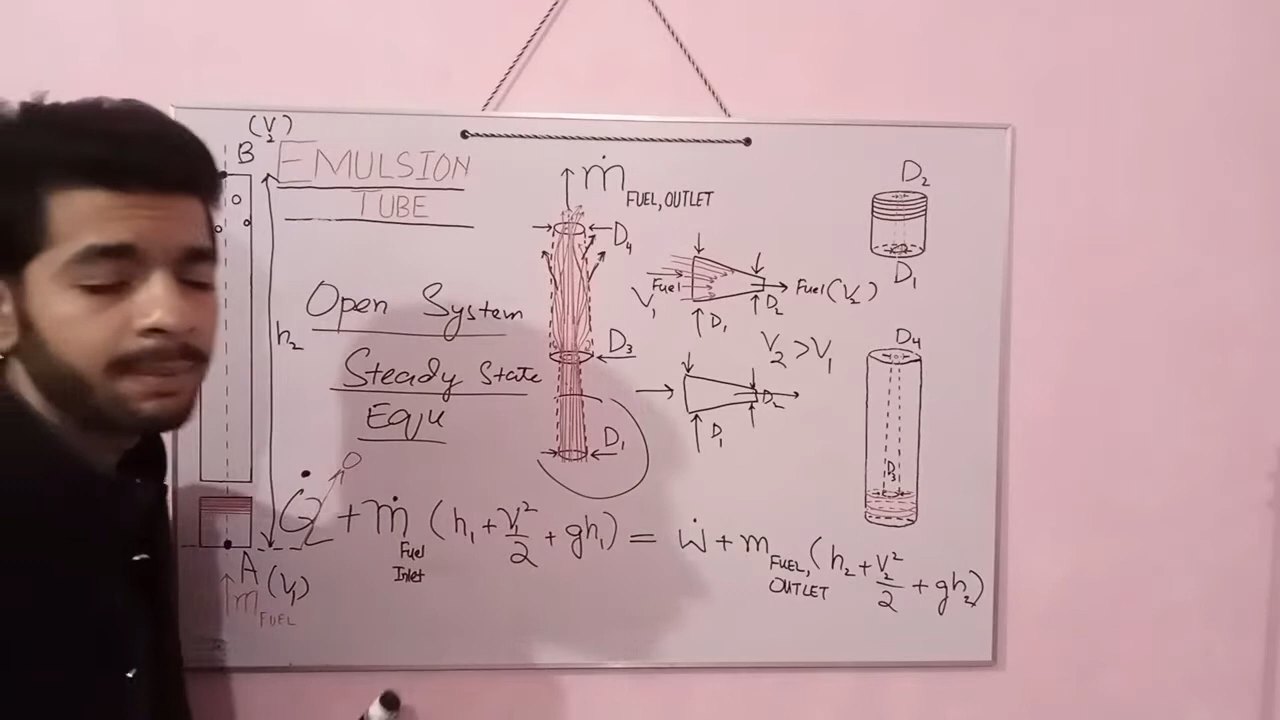 (V₂)
B
EMULSION
TUBE
h₂
Open System
Steady State
Equ
ṁ FUEL, OUTLET
D₄
D₃
D₁
Fuel
V₁
D₁
D₂
Fuel (V₂)
V₂ > V₁
D₁
D₂
D₂
D₁
D₄
D₃
Q̇ → 0 + ṁ Fuel Inlet (h₁ + V₁²/2 + gh₁) = Ẇ + m FUEL, OUTLET (h₂ + V₂²/2 + gh₂)
A (V₁)
ṁ FUEL